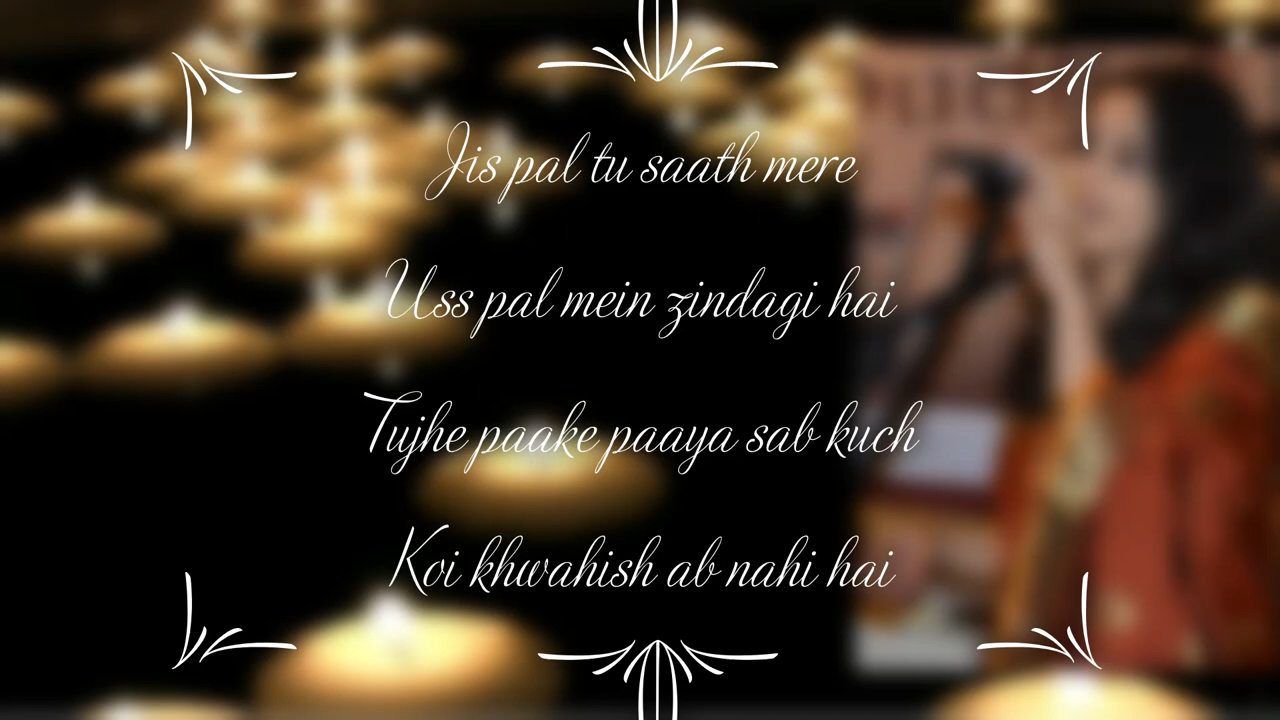 Jis pal tu saath mere
Uss pal mein zindagi hai
Tujhe paake paaya sab kuch
Koi khwahish ab nahi hai